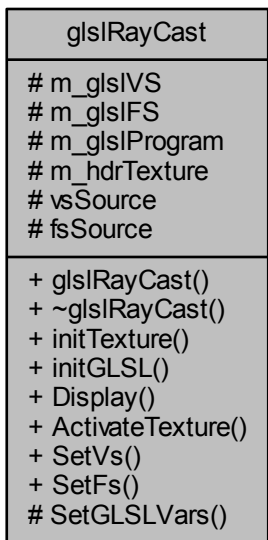 glslRayCast
# m_glslVS
# m_glslFS
# m_glslProgram
# m_hdrTexture
# vsSource
# fsSource
+ glslRayCast()
+ ~glslRayCast()
+ initTexture()
+ initGLSL()
+ Display()
+ ActivateTexture()
+ SetVs()
+ SetFs()
# SetGLSLVars()